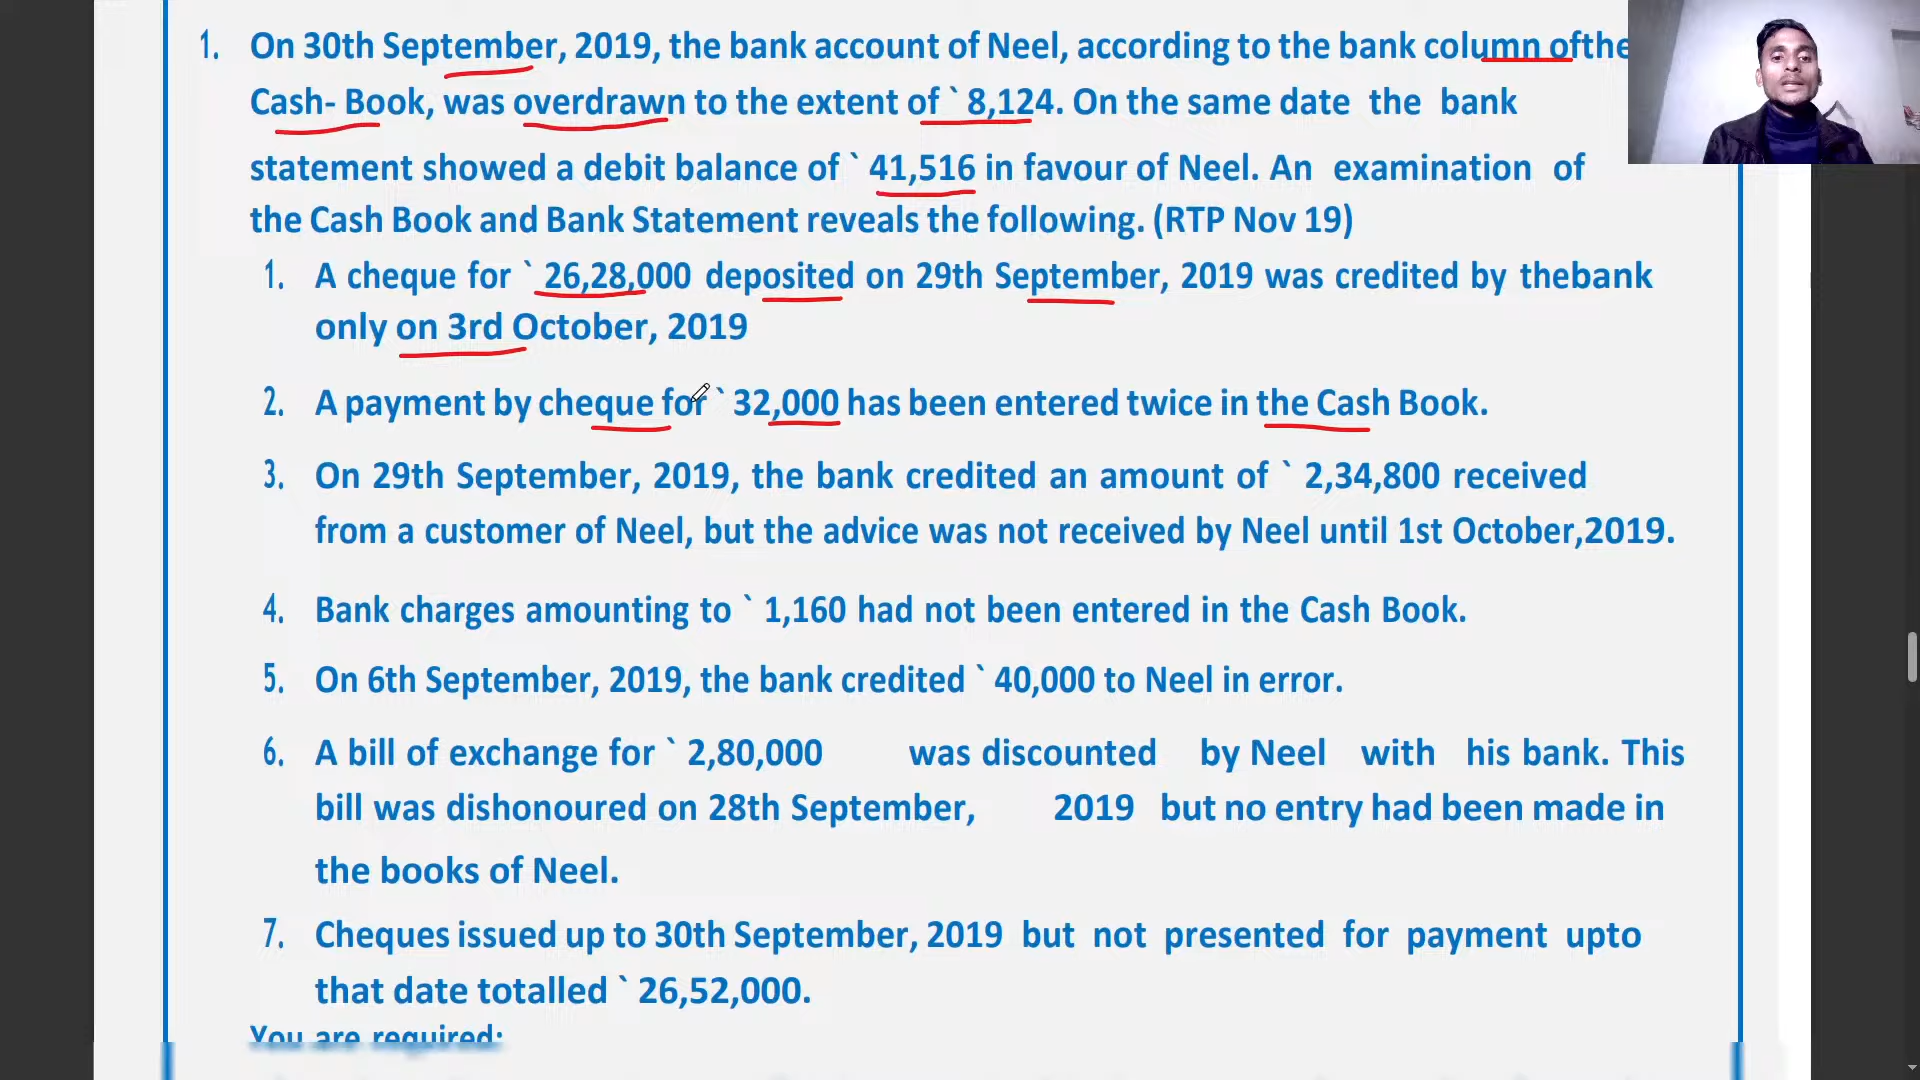 1. On 30th September, 2019, the bank account of Neel, according to the bank column ofthe
Cash- Book, was overdrawn to the extent of ` 8,124. On the same date the bank
statement showed a debit balance of ` 41,516 in favour of Neel. An examination of
the Cash Book and Bank Statement reveals the following. (RTP Nov 19)
1. A cheque for ` 26,28,000 deposited on 29th September, 2019 was credited by thebank
only on 3rd October, 2019
2. A payment by cheque for ` 32,000 has been entered twice in the Cash Book.
3. On 29th September, 2019, the bank credited an amount of ` 2,34,800 received
from a customer of Neel, but the advice was not received by Neel until 1st October,2019.
4. Bank charges amounting to ` 1,160 had not been entered in the Cash Book.
5. On 6th September, 2019, the bank credited ` 40,000 to Neel in error.
6. A bill of exchange for ` 2,80,000 was discounted by Neel with his bank. This
bill was dishonoured on 28th September, 2019 but no entry had been made in
the books of Neel.
7. Cheques issued up to 30th September, 2019 but not presented for payment upto
that date totalled ` 26,52,000.
You are required: